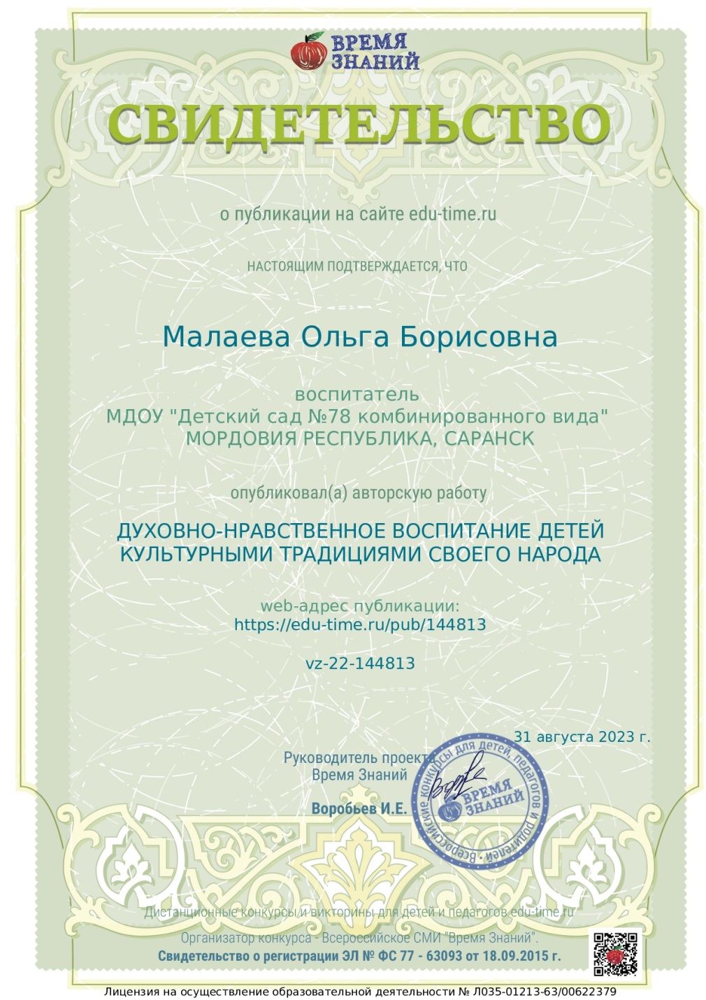 ВРЕМЯ
ЗНАНИЙ
СВИДЕТЕЛЬСТВО
о публикации на сайте edu-time.ru
НАСТОЯЩИМ ПОДТВЕРЖДАЕТСЯ, ЧТО
Малаева Ольга Борисовна
воспитатель
МДОУ "Детский сад №78 комбинированного вида"
МОРДОВИЯ РЕСПУБЛИКА, САРАНСК
опубликовал(а) авторскую работу
ДУХОВНО-НРАВСТВЕННОЕ ВОСПИТАНИЕ ДЕТЕЙ
КУЛЬТУРНЫМИ ТРАДИЦИЯМИ СВОЕГО НАРОДА
web-адрес публикации:
https://edu-time.ru/pub/144813
vz-22-144813
31 августа 2023 г.
Руководитель проекта
Время Знаний
Воробьев И.Е.
Всероссийские конкурсы для детей, педагогов и родителей •
ВРЕМЯ
ЗНАНИЙ
Дистанционные конкурсы и викторины для детей и педагогов edu-time.ru
Организатор конкурса - Всероссийское СМИ "Время Знаний".
Свидетельство о регистрации ЭЛ № ФС 77 - 63093 от 18.09.2015 г.
Лицензия на осуществление образовательной деятельности № Л035-01213-63/00622379